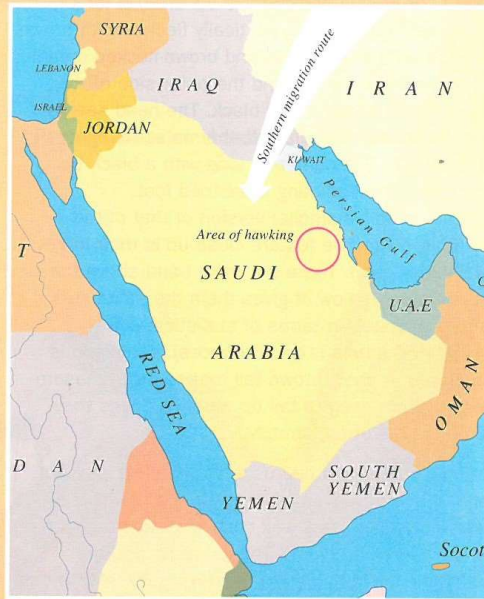 SYRIA
LEBANON
IRAQ
IRAN
ISRAEL
JORDAN
Southern migration route
KUWAIT
Persian Gulf
Area of hawking
T
SAUDI
U.A.E
ARABIA
RED SEA
OMAN
DAN
SOUTH
YEMEN
YEMEN
Socot